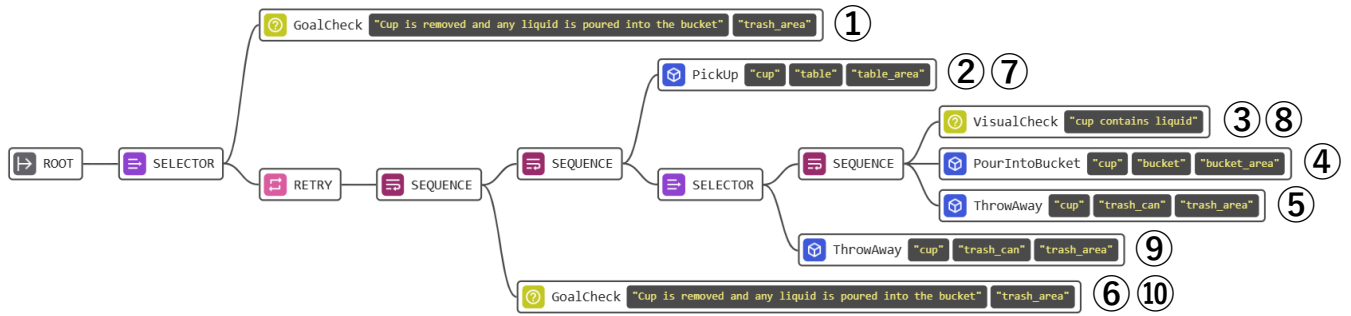 GoalCheck "Cup is removed and any liquid is poured into the bucket" "trash_area" ①
PickUp "cup" "table" "table_area" ② ⑦
VisualCheck "cup contains liquid" ③ ⑧
ROOT SELECTOR SEQUENCE SEQUENCE PourIntoBucket "cup" "bucket" "bucket_area" ④
RETRY SEQUENCE SELECTOR
ThrowAway "cup" "trash_can" "trash_area" ⑤
ThrowAway "cup" "trash_can" "trash_area" ⑨
GoalCheck "Cup is removed and any liquid is poured into the bucket" "trash_area" ⑥ ⑩